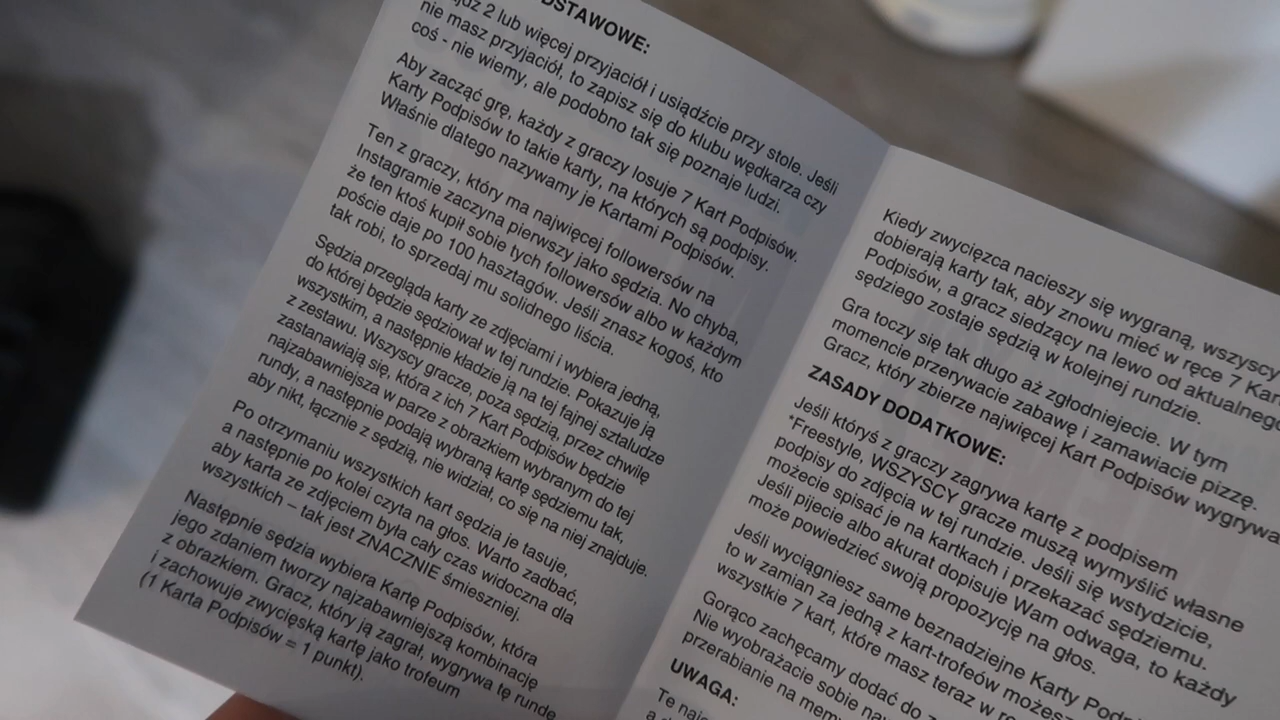 DSTAWOWE:
jdź 2 lub więcej przyjaciół i usiądźcie przy stole. Jeśli
nie masz przyjaciół, to zapisz się do klubu wędkarza czy
coś - nie wiemy, ale podobno tak się poznaje ludzi.
Aby zacząć grę, każdy z graczy losuje 7 Kart Podpisów.
Karty Podpisów to takie karty, na których są podpisy.
Właśnie dlatego nazywamy je Kartami Podpisów.
Ten z graczy, który ma najwięcej followersów na
Instagramie zaczyna pierwszy jako sędzia. No chyba,
że ten ktoś kupił sobie tych followersów albo w każdym
poście daje po 100 hasztagów. Jeśli znasz kogoś, kto
tak robi, to sprzedaj mu solidnego liścia.
Sędzia przegląda karty ze zdjęciami i wybiera jedną,
do której będzie sędziował w tej rundzie. Pokazuje ją
wszystkim, a następnie kładzie ją na tej fajnej sztaludze
z zestawu. Wszyscy gracze, poza sędzią, przez chwilę
zastanawiają się, która z ich 7 Kart Podpisów będzie
najzabawniejsza w parze z obrazkiem wybranym do tej
rundy, a następnie podają wybraną kartę sędziemu tak,
aby nikt, łącznie z sędzią, nie widział, co się na niej znajduje.
Po otrzymaniu wszystkich kart sędzia je tasuje,
a następnie po kolei czyta na głos. Warto zadbać,
aby karta ze zdjęciem była cały czas widoczna dla
wszystkich – tak jest ZNACZNIE śmieszniej.
Następnie sędzia wybiera Kartę Podpisów, która
jego zdaniem tworzy najzabawniejszą kombinację
z obrazkiem. Gracz, który ją zagrał, wygrywa tę rundę
i zachowuje zwycięską kartę jako trofeum
(1 Karta Podpisów = 1 punkt).
Kiedy zwycięzca nacieszy się wygraną, wszyscy
dobierają karty tak, aby znowu mieć w ręce 7 Kart
Podpisów, a gracz siedzący na lewo od aktualnego
sędziego zostaje sędzią w kolejnej rundzie.
Gra toczy się tak długo aż zgłodniejecie. W tym
momencie przerywacie zabawę i zamawiacie pizzę.
Gracz, który zbierze najwięcej Kart Podpisów wygrywa
ZASADY DODATKOWE:
Jeśli któryś z graczy zagrywa kartę z podpisem
*Freestyle, WSZYSCY gracze muszą wymyślić własne
podpisy do zdjęcia w tej rundzie. Jeśli się wstydzicie,
możecie spisać je na kartkach i przekazać sędziemu.
Jeśli pijecie albo akurat dopisuje Wam odwaga, to każdy
może powiedzieć swoją propozycję na głos.
Jeśli wyciągniesz same beznadziejne Karty Podp
to w zamian za jedną z kart-trofeów możesz
wszystkie 7 kart, które masz teraz w rę
Gorąco zachęcamy dodać do z
Nie wyobrażacie sobie na
przerabianie na mem
UWAGA:
Te naj